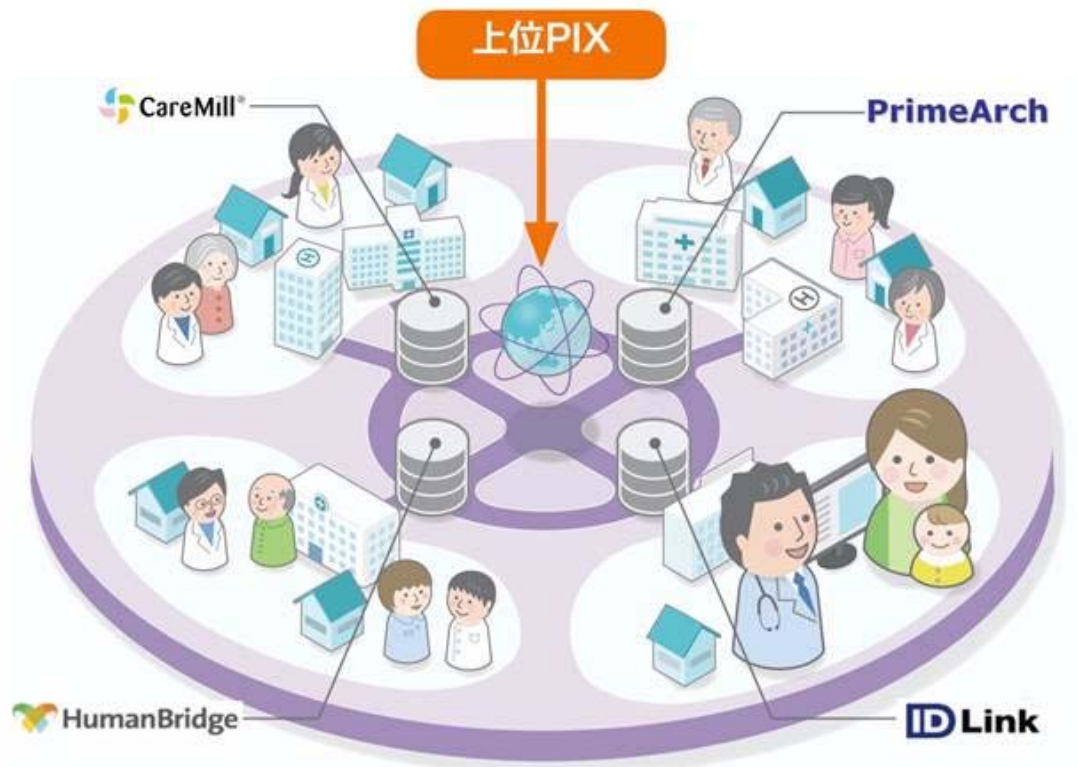 上位PIX
CareMill®
PrimeArch
HumanBridge
ID Link